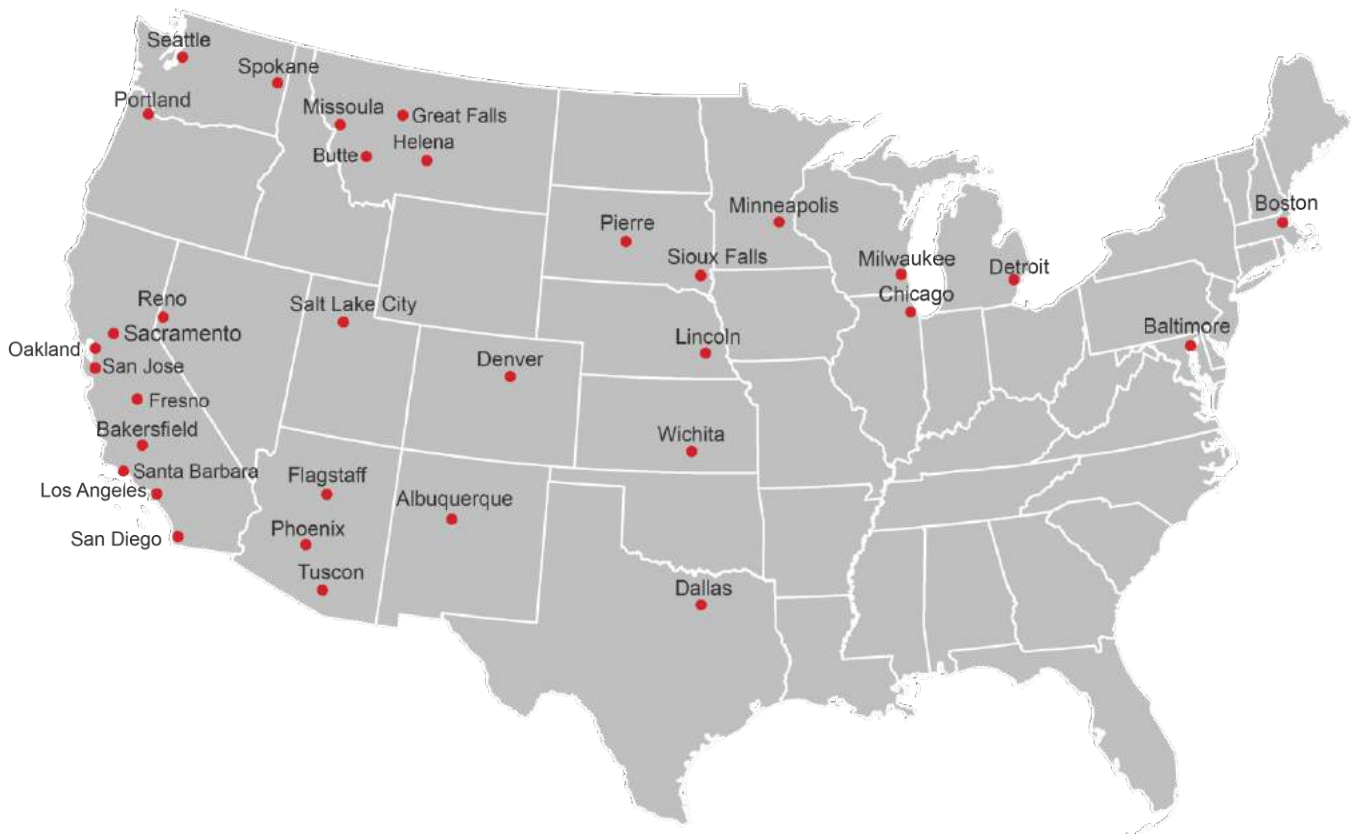 Seattle
Spokane
Portland
Missoula
Great Falls
Butte
Helena
Minneapolis
Boston
Pierre
Sioux Falls
Milwaukee
Detroit
Chicago
Reno
Salt Lake City
Sacramento
Oakland
San Jose
Denver
Lincoln
Baltimore
Fresno
Bakersfield
Wichita
Santa Barbara
Los Angeles
Flagstaff
Albuquerque
San Diego
Phoenix
Tuscon
Dallas